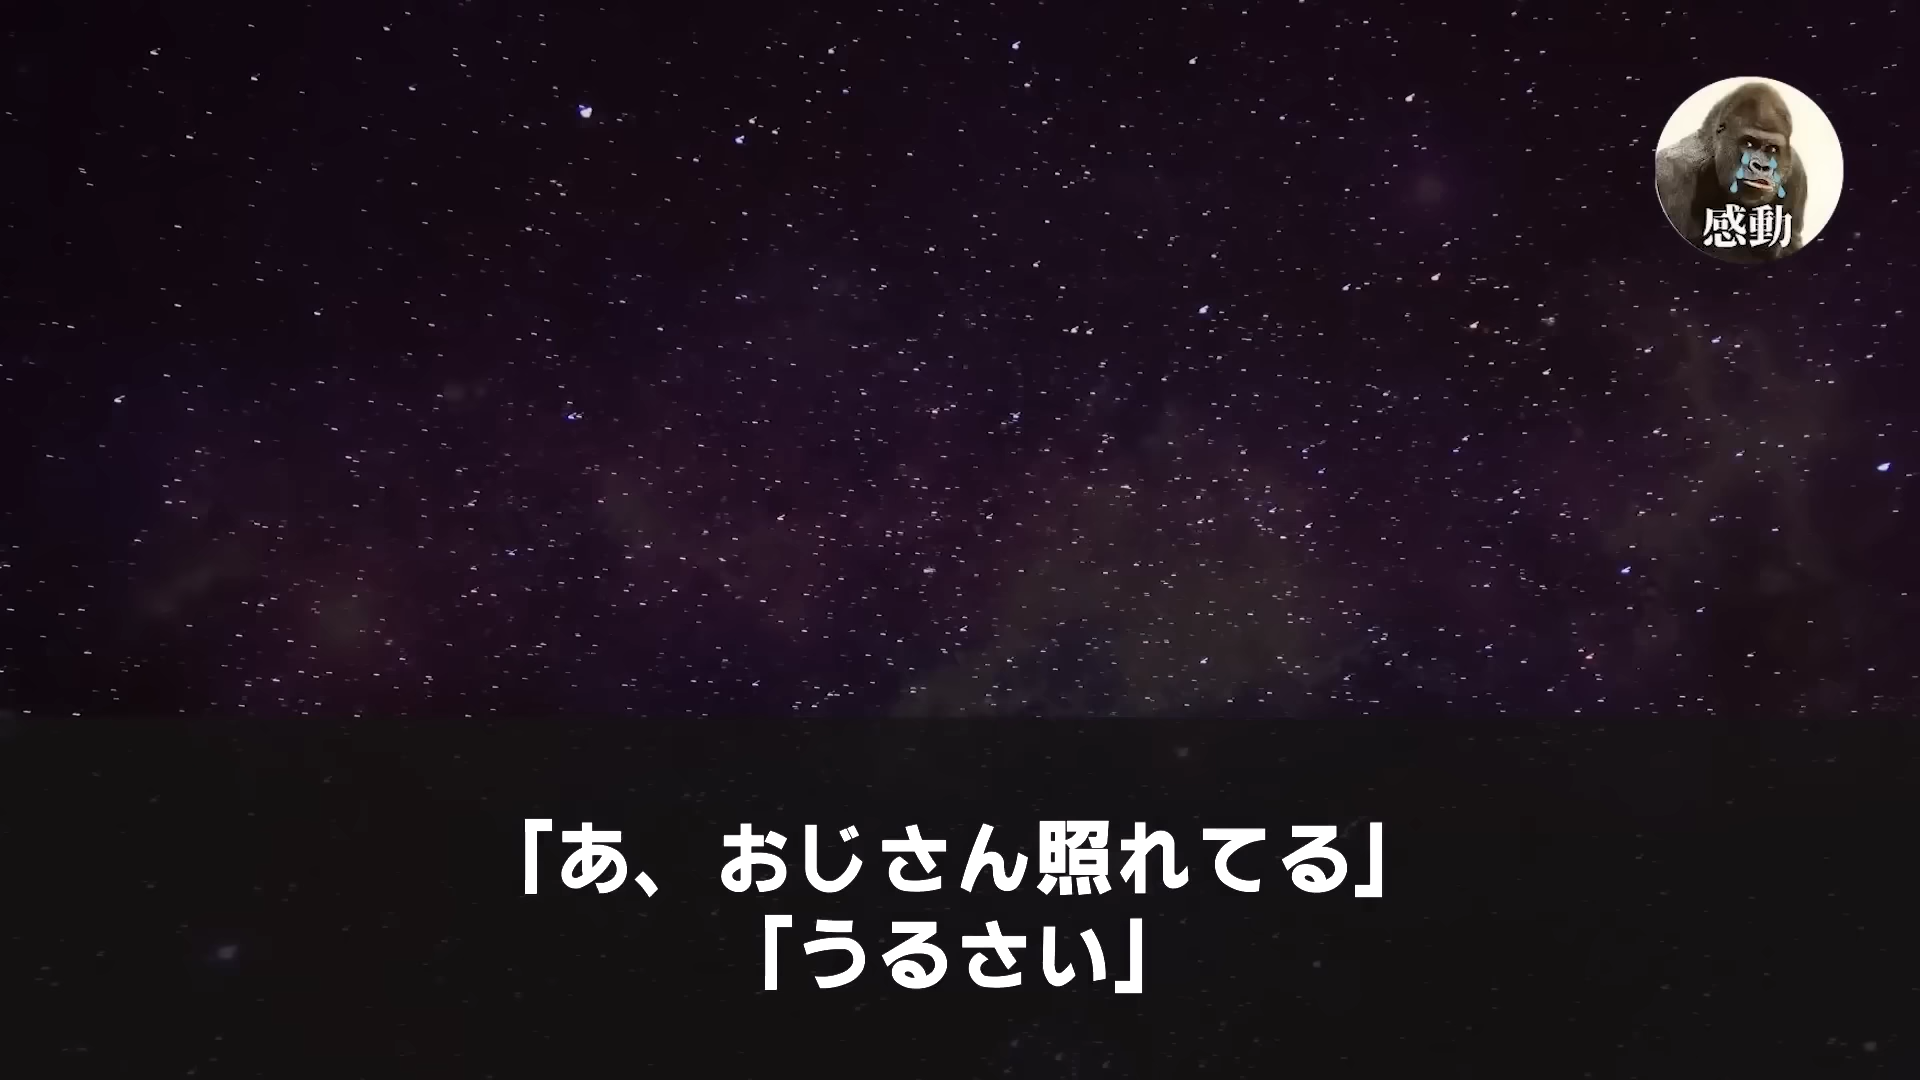 感動
「あ、おじさん照れてる」
「うるさい」